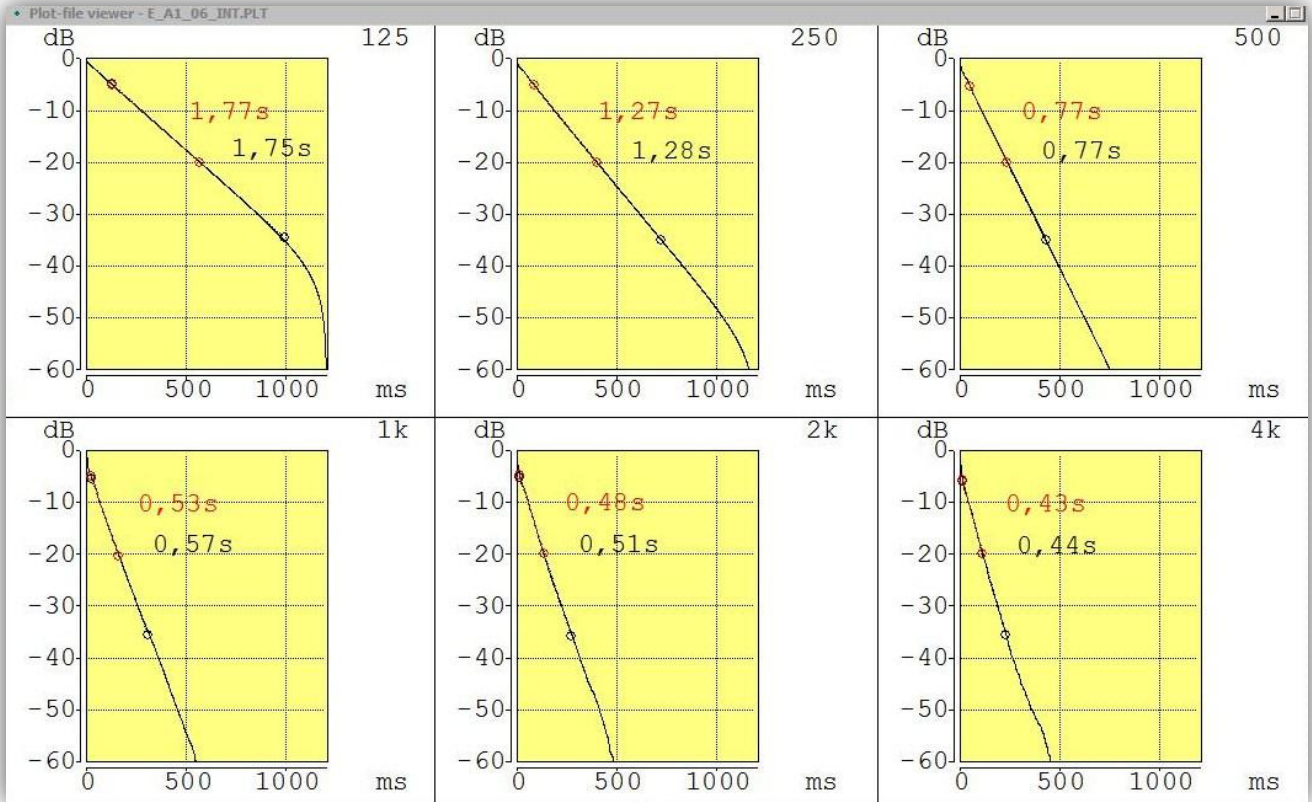 Plot-file viewer - E_A1_06_INT.PLT
dB 125
0
-10
-20
-30
-40
-50
-60
1,77s
1,75s
0 500 1000 ms
dB 250
0
-10
-20
-30
-40
-50
-60
1,27s
1,28s
0 500 1000 ms
dB 500
0
-10
-20
-30
-40
-50
-60
0,77s
0,77s
0 500 1000 ms
dB 1k
0
-10
-20
-30
-40
-50
-60
0,53s
0,57s
0 500 1000 ms
dB 2k
0
-10
-20
-30
-40
-50
-60
0,48s
0,51s
0 500 1000 ms
dB 4k
0
-10
-20
-30
-40
-50
-60
0,43s
0,44s
0 500 1000 ms